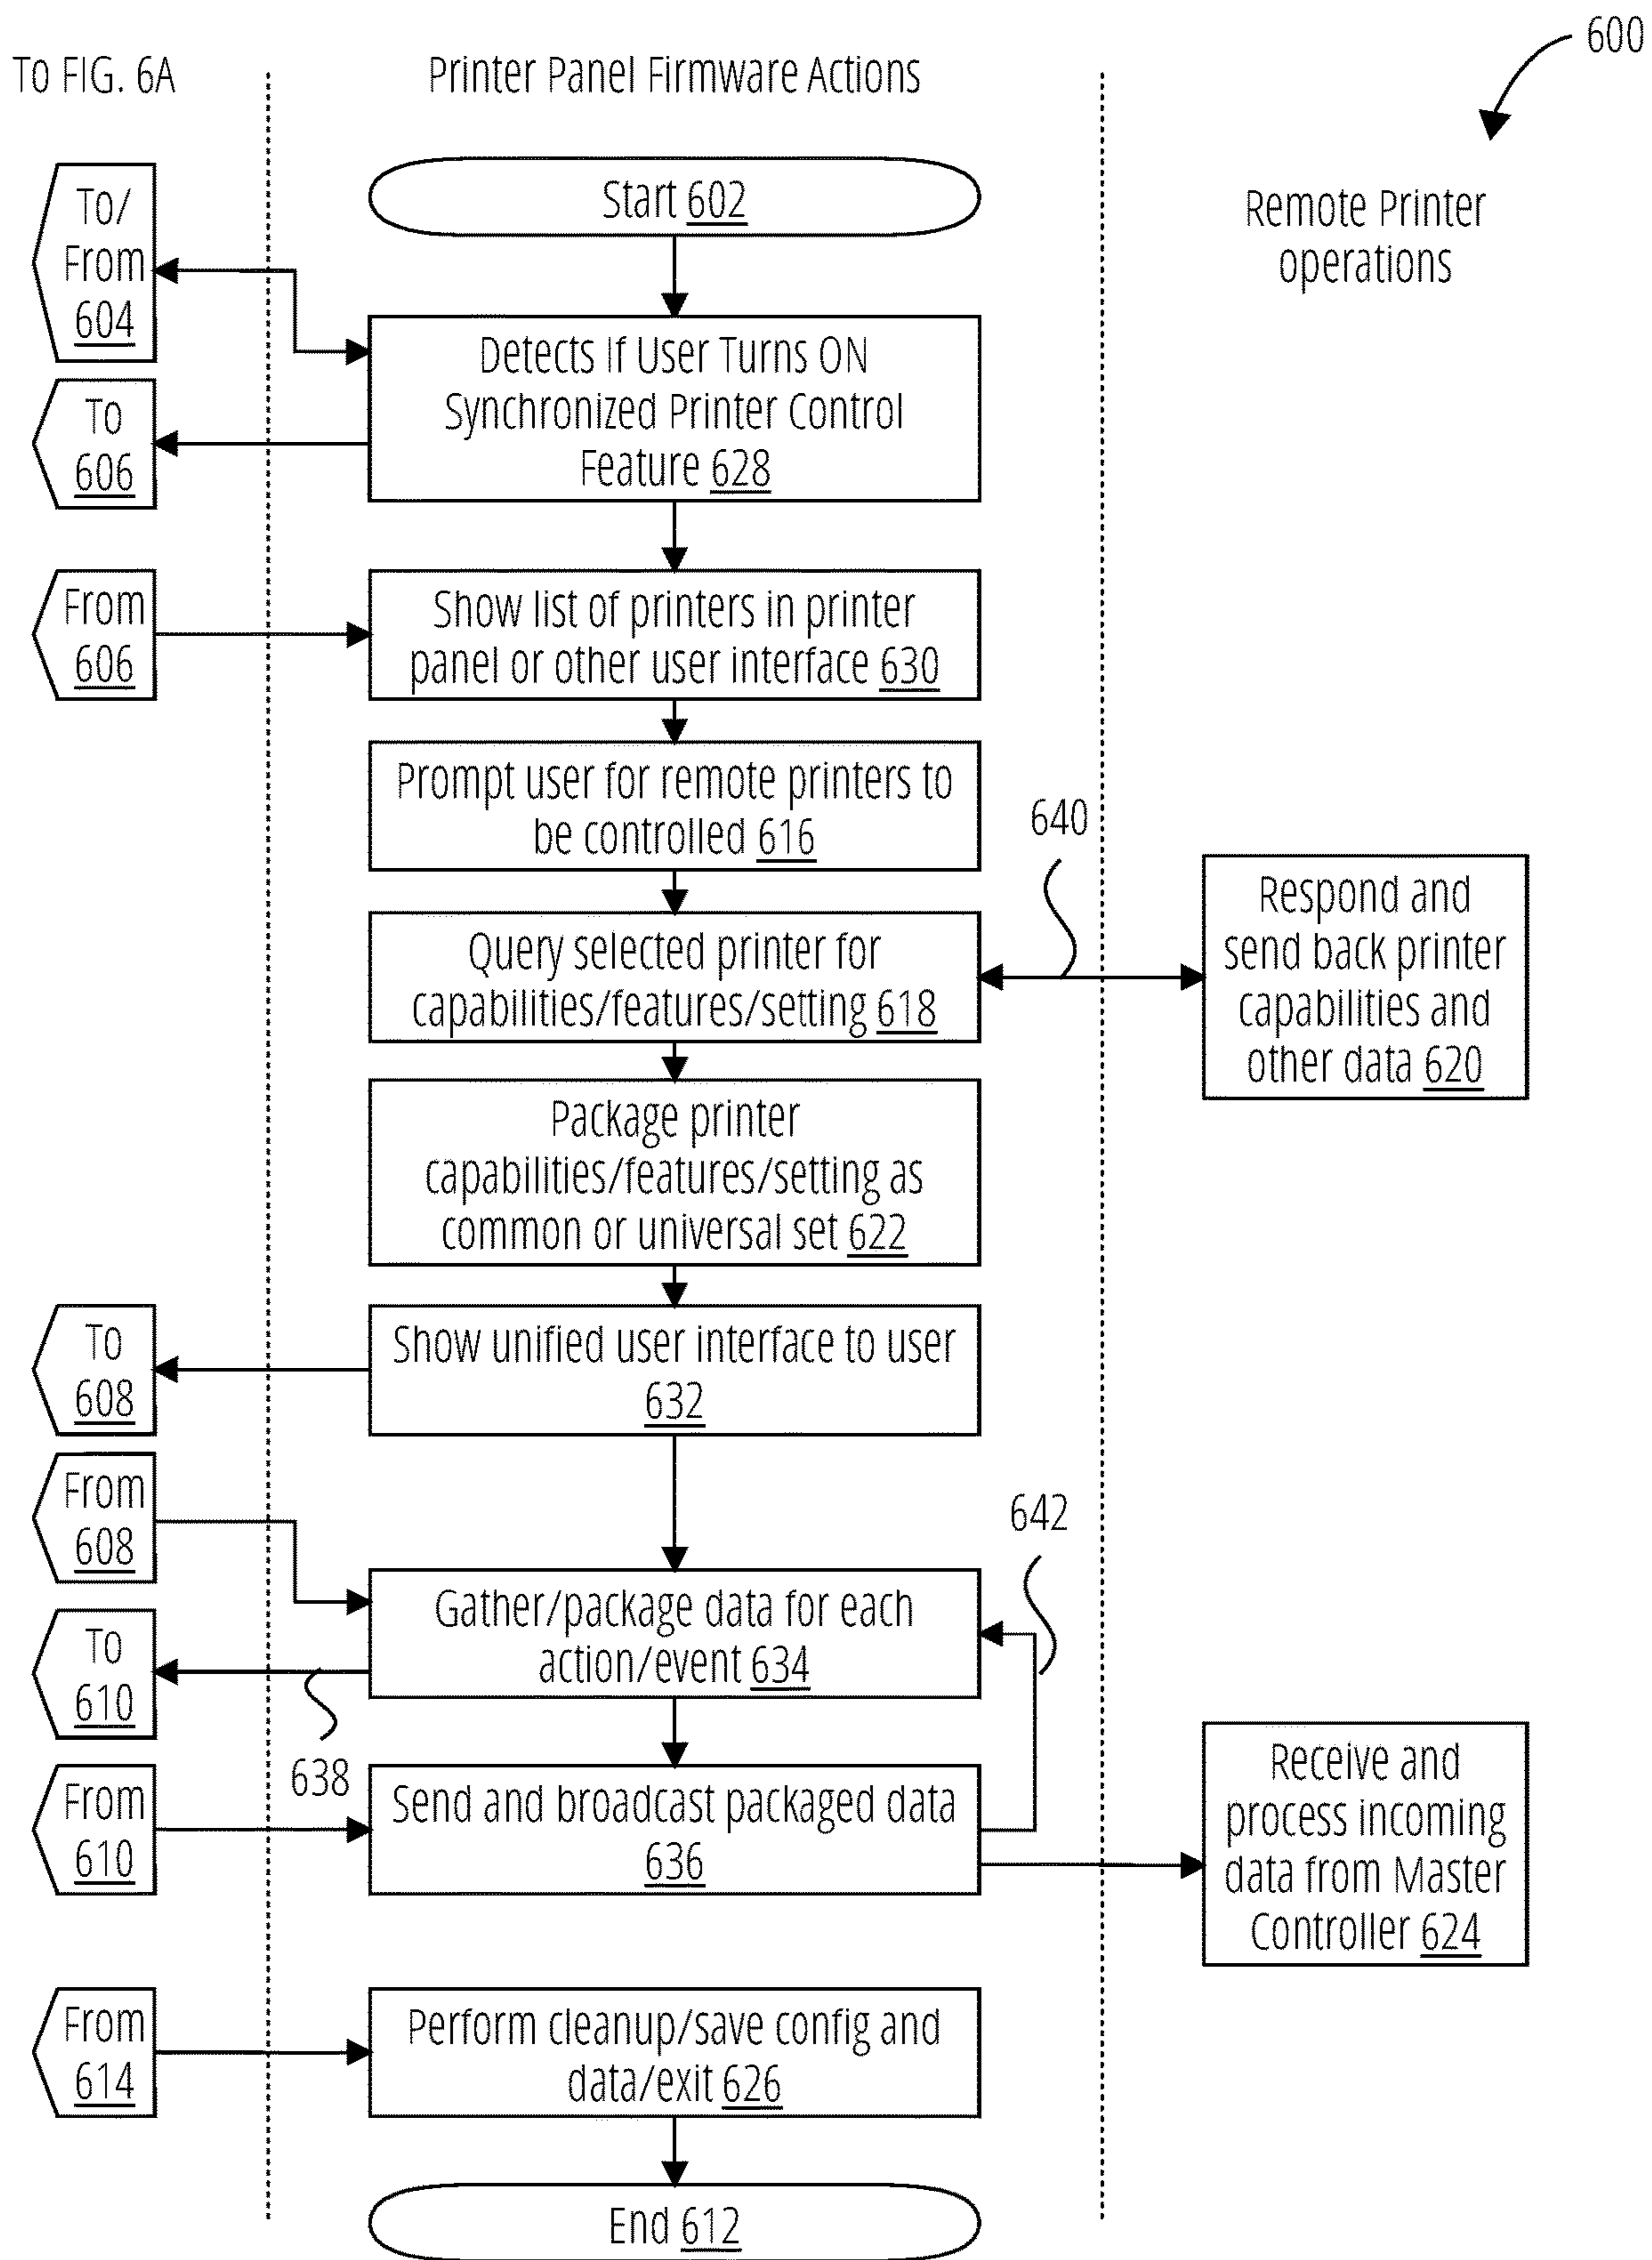 600
To FIG. 6A
Printer Panel Firmware Actions
Remote Printer
operations
To/
From
604
Start 602
Detects If User Turns ON
Synchronized Printer Control
Feature 628
To
606
From
606
Show list of printers in printer
panel or other user interface 630
Prompt user for remote printers to
be controlled 616
640
Query selected printer for
capabilities/features/setting 618
Respond and
send back printer
capabilities and
other data 620
Package printer
capabilities/features/setting as
common or universal set 622
To
608
Show unified user interface to user
632
From
608
642
Gather/package data for each
action/event 634
To
610
638
From
610
Send and broadcast packaged data
636
Receive and
process incoming
data from Master
Controller 624
From
614
Perform cleanup/save config and
data/exit 626
End 612